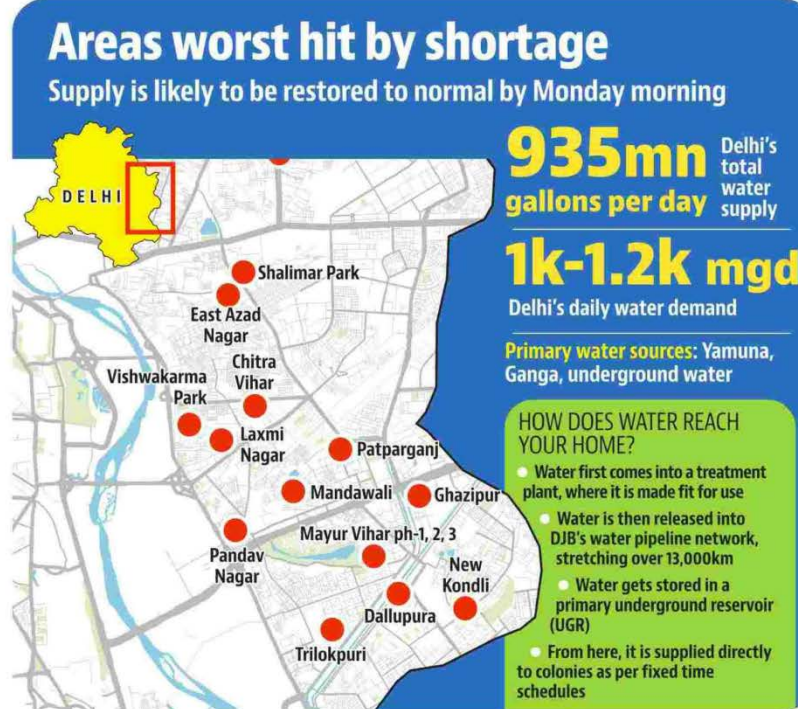 Areas worst hit by shortage
Supply is likely to be restored to normal by Monday morning
DELHI
935mn
gallons per day
Delhi's
total
water
supply
1k-1.2k mgd
Delhi's daily water demand
Primary water sources: Yamuna,
Ganga, underground water
Shalimar Park
East Azad
Nagar
Chitra
Vihar
Vishwakarma
Park
Laxmi
Nagar
Patparganj
Mandawali
Ghazipur
Mayur Vihar ph-1, 2, 3
Pandav
Nagar
New
Kondli
Dallupura
Trilokpuri
HOW DOES WATER REACH
YOUR HOME?
Water first comes into a treatment
plant, where it is made fit for use
Water is then released into
DJB's water pipeline network,
stretching over 13,000km
Water gets stored in a
primary underground reservoir
(UGR)
From here, it is supplied directly
to colonies as per fixed time
schedules